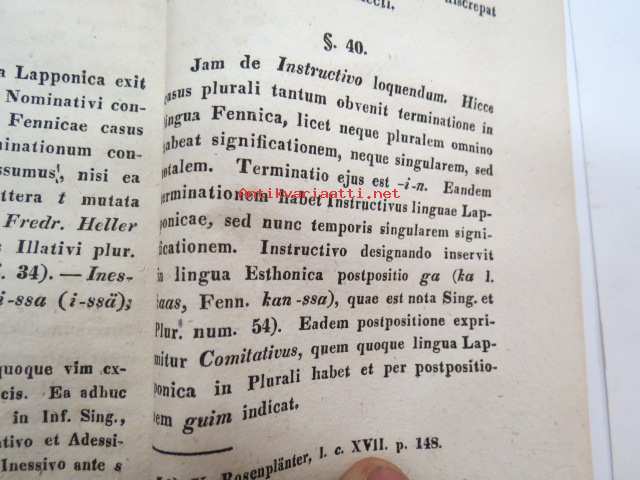 a Lapponica exit
Nominativi con-
Fennicae casus
minationum con-
ssumus, nisi ea
ttera t mutata
Fredr. Heller
Illativi plur.
34). — Ines-
i-ssa (i-ssä);
quoque vim ex-
cis. Ea adhuc
in Inf. Sing.,
ativo et Adessi-
Inessivo ante s
discrepat
§. 40.
Jam de Instructivo loquendum. Hicce
casus plurali tantum obvenit terminatione in
lingua Fennica, licet neque pluralem omnino
habeat significationem, neque singularem, sed
totalem. Terminatio ejus est -i-n. Eandem
terminationem habet Instructivus linguae Lap-
ponicae, sed nunc temporis singularem signi-
ficationem. Instructivo designando inservit
in lingua Esthonica postpositio ga (ka l.
kaas, Fenn. kan-ssa), quae est nota Sing. et
Plur. num. 54). Eadem postpositione expri-
mitur Comitativus, quem quoque lingua Lap-
ponica in Plurali habet et per postpositio-
nem guim indicat.
Rosenplänter, l. c. XVII. p. 148.
antikvariaatti.net